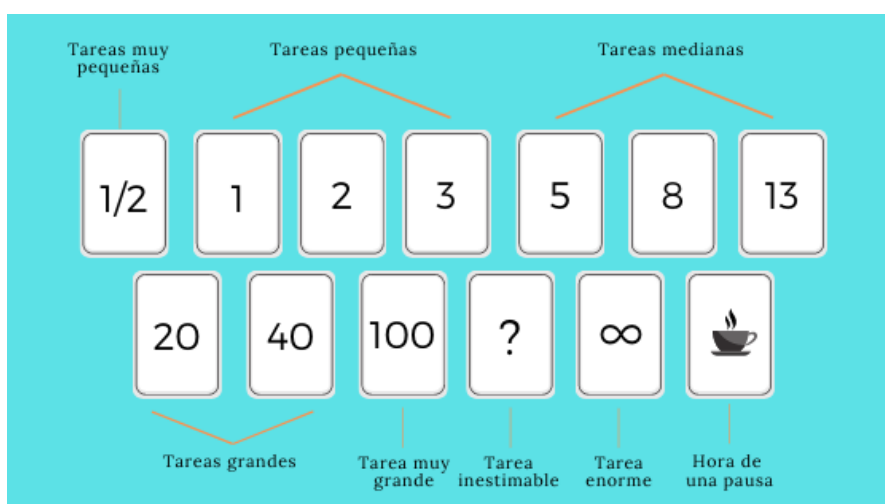 Tareas muy
pequeñas
Tareas pequeñas
Tareas medianas
1/2
1
2
3
5
8
13
20
40
100
?
∞
Tareas grandes
Tarea muy
grande
Tarea
inestimable
Tarea
enorme
Hora de
una pausa